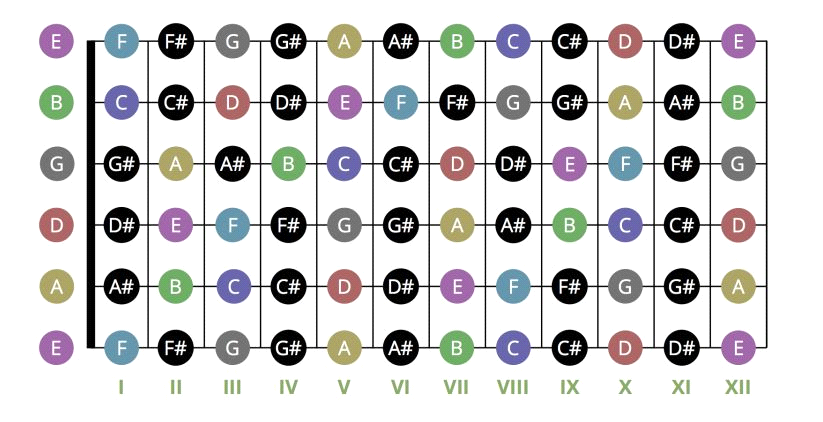 E F F# G G# A A# B C C# D D# E
B C C# D D# E F F# G G# A A# B
G G# A A# B C C# D D# E F F# G
D D# E F F# G G# A A# B C C# D
A A# B C C# D D# E F F# G G# A
E F F# G G# A A# B C C# D D# E
I II III IV V VI VII VIII IX X XI XII